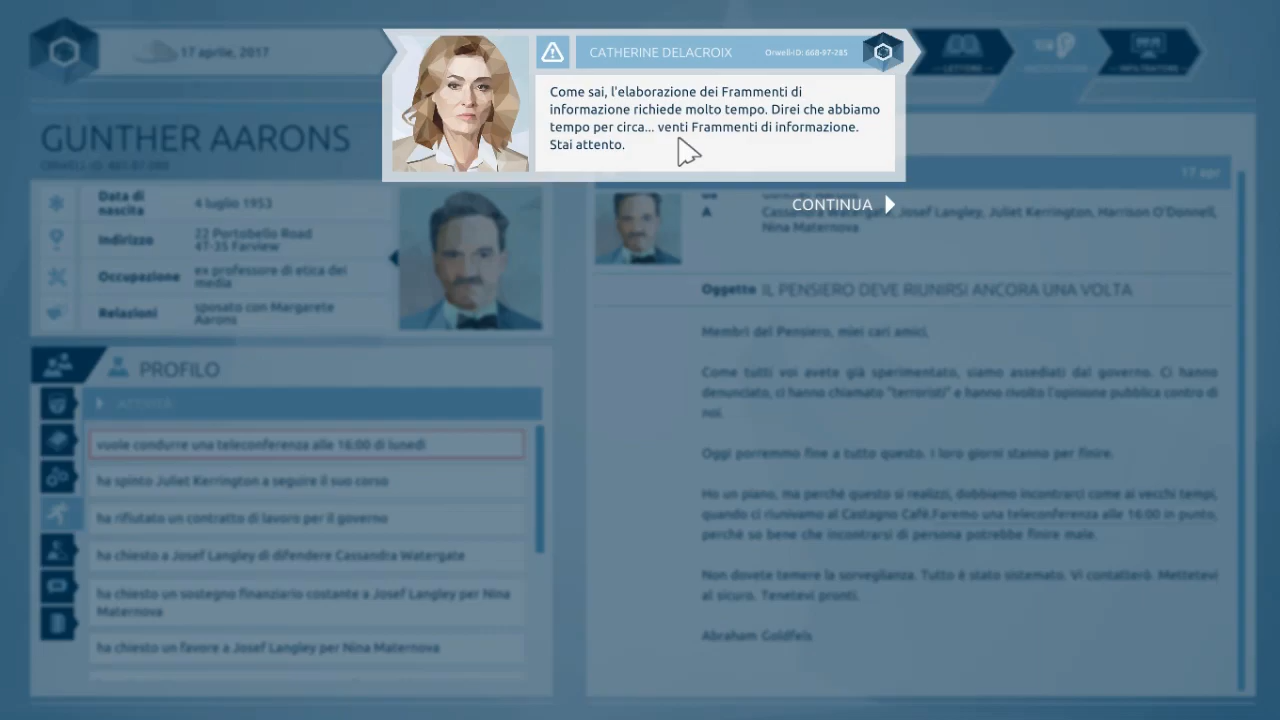 17 aprile, 2017
CATHERINE DELACROIX
Orwell-ID: 668-97-285
Come sai, l'elaborazione dei Frammenti di
informazione richiede molto tempo. Direi che abbiamo
tempo per circa... venti Frammenti di informazione.
Stai attento.
CONTINUA
LETTORE
GUNTHER AARONS
Data di
nascita
4 luglio 1953
Indirizzo
22 Portobello Road
47-35 Farview
Occupazione
ex professore di etica dei
media
Relazioni
sposato con Margarete
Aarons
PROFILO
ATTIVITÀ
vuole condurre una teleconferenza alle 16:00 di lunedì
ha spinto Juliet Kerrington a seguire il suo corso
ha rifiutato un contratto di lavoro per il governo
ha chiesto a Josef Langley di difendere Cassandra Watergate
ha chiesto un sostegno finanziario costante a Josef Langley per Nina
Maternova
ha chiesto un favore a Josef Langley per Nina Maternova
17 apr
A
Cassandra Watergate, Josef Langley, Juliet Kerrington, Harrison O'Donnell,
Nina Maternova
Oggetto IL PENSIERO DEVE RIUNIRSI ANCORA UNA VOLTA
Membri del Pensiero, miei cari amici,
Come tutti voi avete già sperimentato, siamo assediati dal governo. Ci hanno
denunciato, ci hanno chiamato "terroristi" e hanno rivolto l'opinione pubblica contro di
noi.
Oggi porremmo fine a tutto questo. I loro giorni stanno per finire.
Ho un piano, ma perché questo si realizzi, dobbiamo incontrarci come ai vecchi tempi,
quando ci riunivamo al Castagno Café.Faremo una teleconferenza alle 16:00 in punto,
perché so bene che incontrarsi di persona potrebbe finire male.
Non dovete temere la sorveglianza. Tutto è stato sistemato. Vi contatterò. Mettetevi
al sicuro. Tenetevi pronti.
Abraham Goldfels